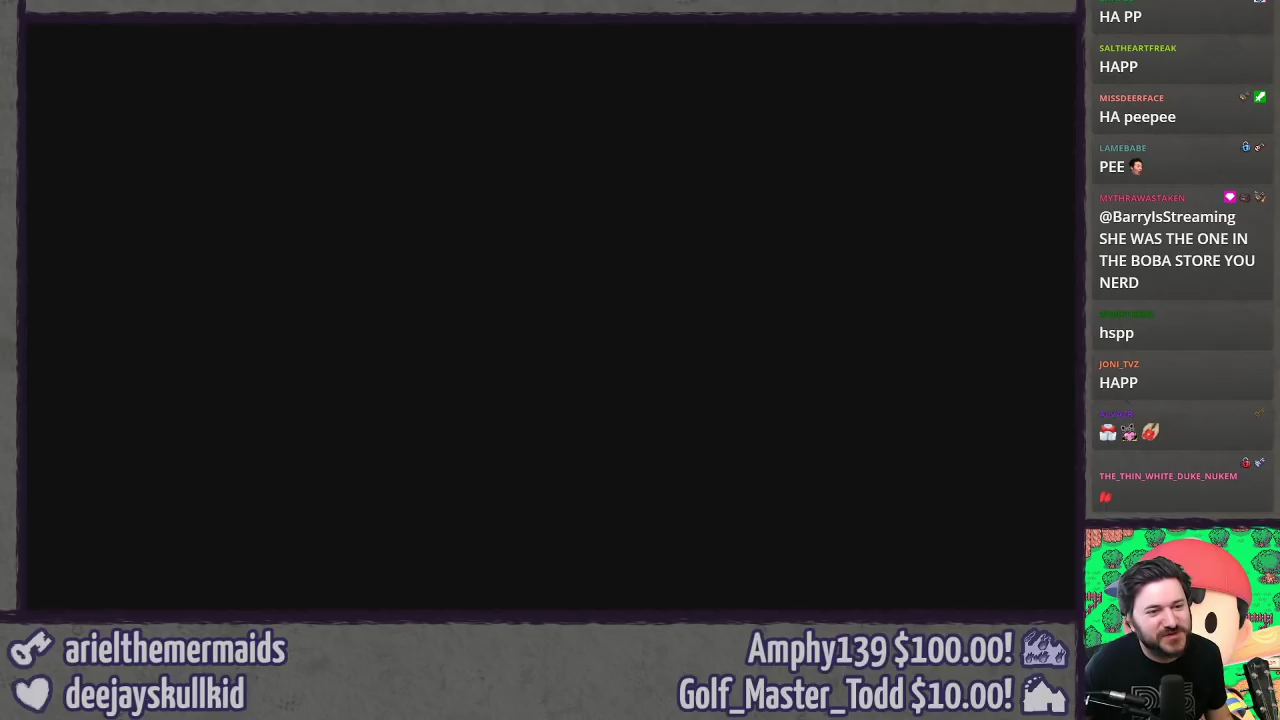 HA PP
SALTHEARTFREAK
HAPP
MISSDEERFACE
HA peepee
LAMEBABE
PEE
MYTHRAWASTAKEN
@BarryIsStreaming
SHE WAS THE ONE IN
THE BOBA STORE YOU
NERD
hspp
JONI_TVZ
HAPP
THE_THIN_WHITE_DUKE_NUKEM
arielthemermaids
Amphy139 $100.00!
deejayskullkid
Golf_Master_Todd $10.00!